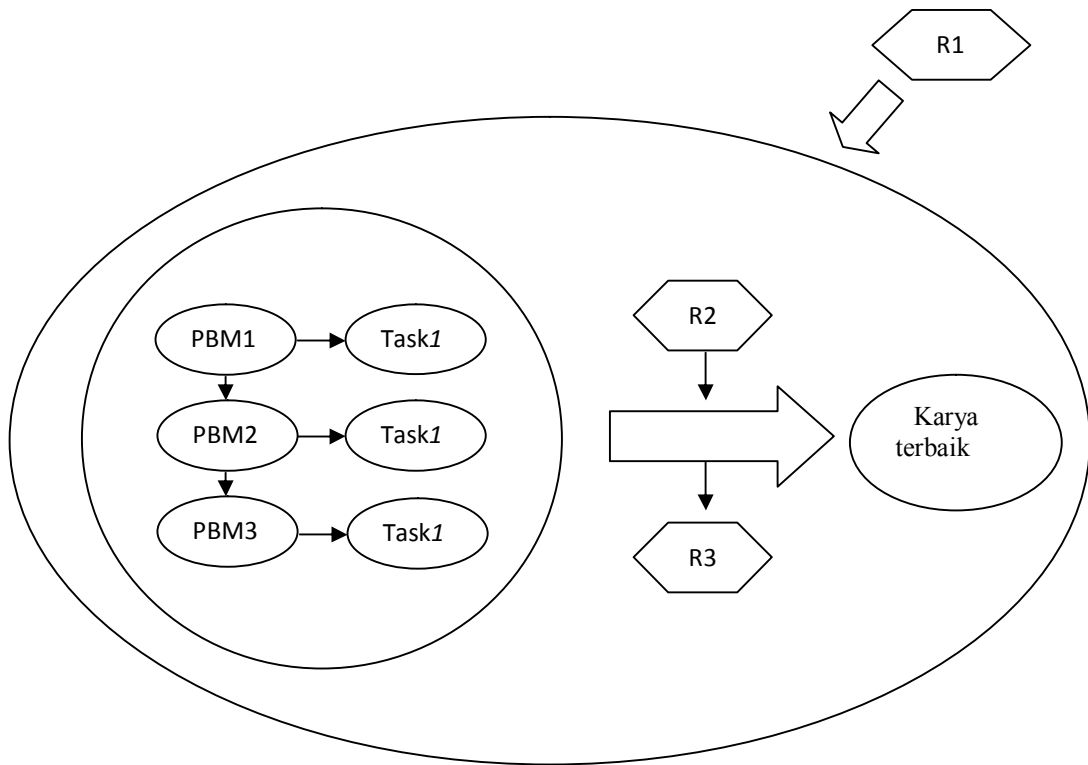 R1
R2
PBM1
Task1
Karya
terbaik
PBM2
Task1
PBM3
Task1
R3